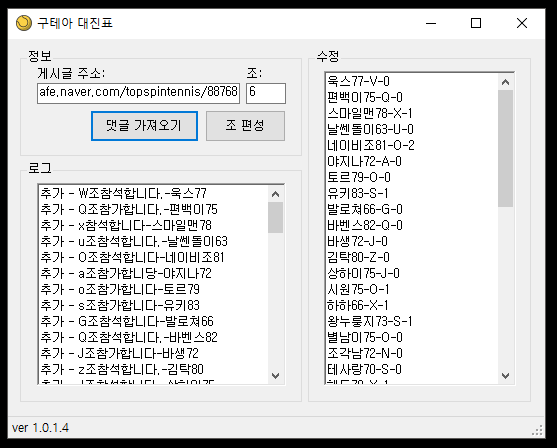 구테아 대진표
정보
게시글 주소:
조:
afe.naver.com/topspintennis/88768
6
댓글 가져오기
조 편성
로그
추가 - W조참석합니다.-욱스77
추가 - Q조참가합니다.-편백이75
추가 - x참석합니다-스마일맨78
추가 - u조참석합니다.-날쎈돌이63
추가 - O조참석합니다-네이비조81
추가 - a조참가합니당-야지나72
추가 - o조참가합니다-토르79
추가 - s조참가합니다-유키83
추가 - G조참석합니다-발로쳐66
추가 - Q조참석합니다.-바벤스82
추가 - J조참가합니다-바생72
추가 - z조참석합니다.-김탁80
수정
욱스77-V-0
편백이75-Q-0
스마일맨78-X-1
날쎈돌이63-U-0
네이비조81-O-2
야지나72-A-0
토르79-O-0
유키83-S-1
발로쳐66-G-0
바벤스82-Q-0
바생72-J-0
김탁80-Z-0
상하이75-J-0
시원75-O-1
하하66-X-1
왕누룽지73-S-1
별남이75-O-0
조각남72-N-0
테사랑70-S-0
ver 1.0.1.4